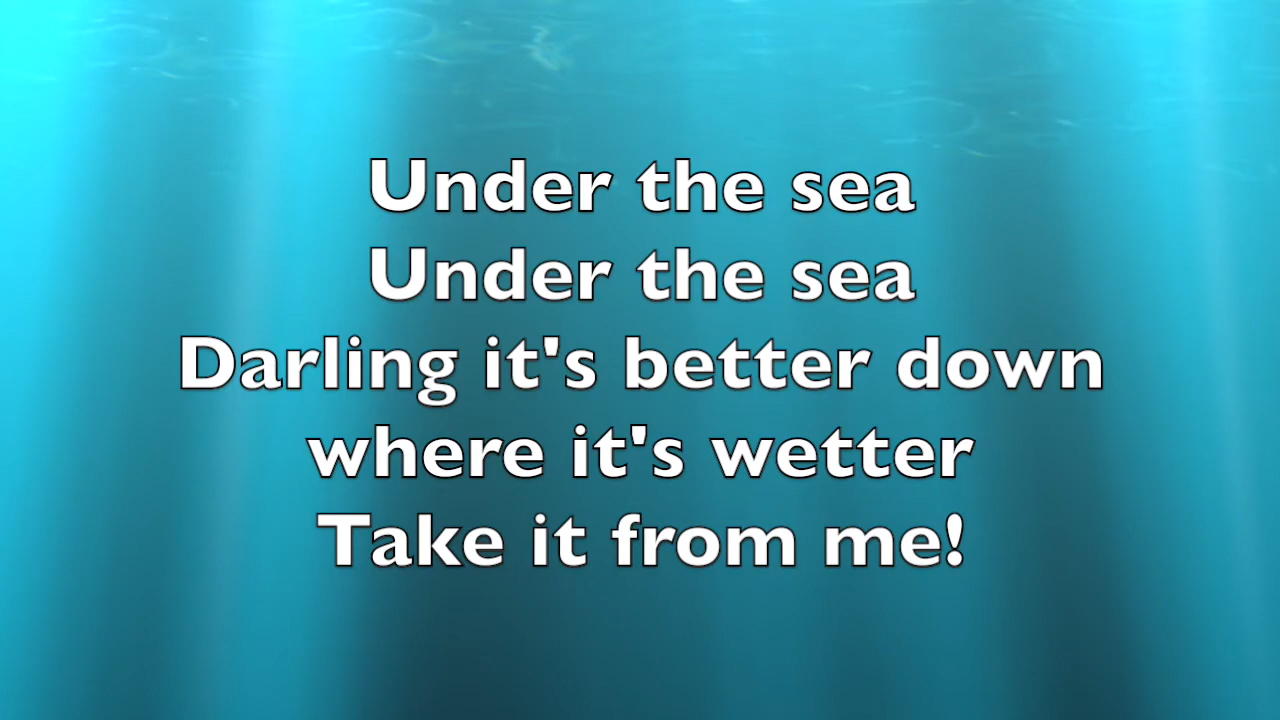 Under the sea
Under the sea
Darling it's better down
where it's wetter
Take it from me!